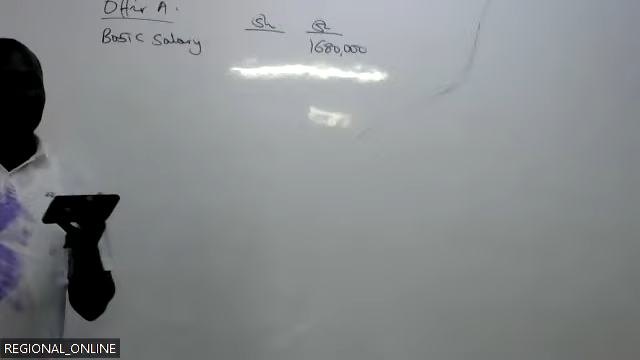 Offer A.
Sh Sh
Basic Salary 1680,000
REGIONAL_ONLINE